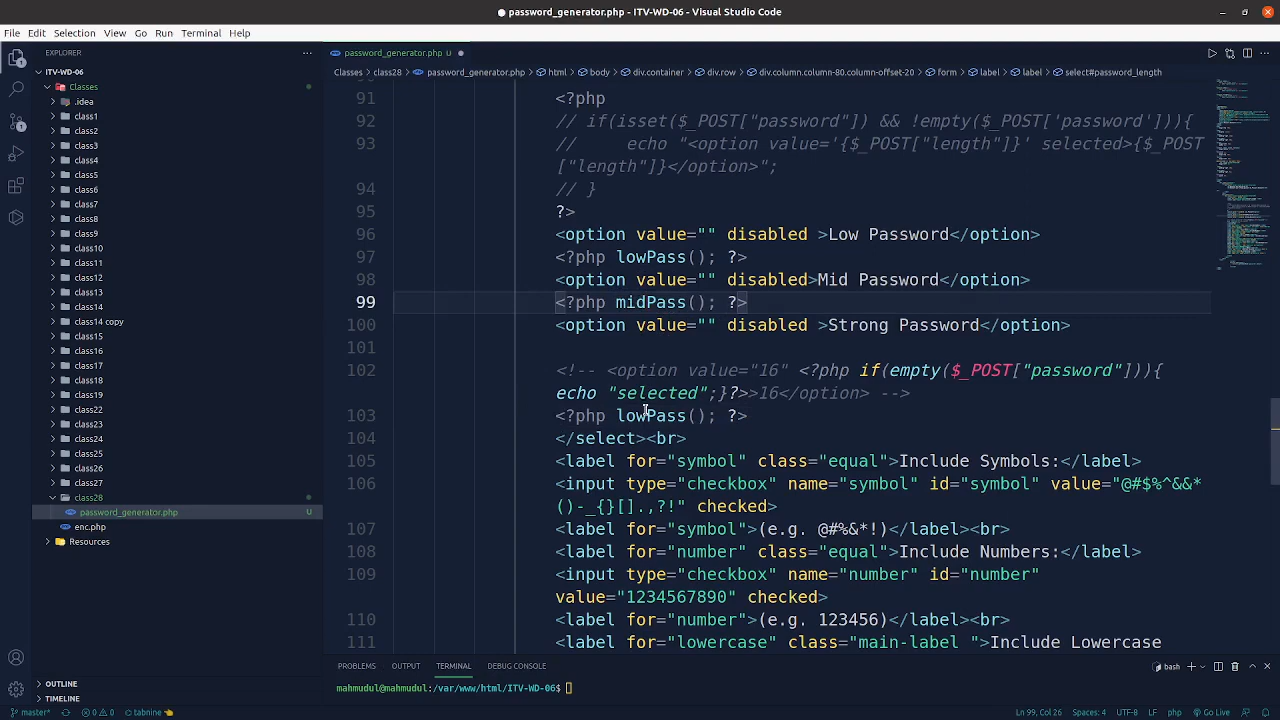 password_generator.php - ITV-WD-06 - Visual Studio Code
File Edit Selection View Go Run Terminal Help
EXPLORER
ITV-WD-06
Classes
.idea
class1
class2
class3
class4
class5
class6
class7
class8
class9
class10
class11
class12
class13
class14
class14 copy
class15
class16
class17
class18
class19
class22
class23
class24
class25
class26
class27
class28
password_generator.php U
enc.php
Resources
OUTLINE
TIMELINE
password_generator.php U
Classes > class28 > password_generator.php > html > body > div.container > div.row > div.column.column-80.column-offset-20 > form > label > label > select#password_length
91 <?php
92 // if(isset($_POST["password"]) && !empty($_POST['password'])){
93 //     echo "<option value='{$_POST["length"]}' selected>{$_POST
["length"]}</option>";
94 // }
95 ?>
96 <option value="" disabled >Low Password</option>
97 <?php lowPass(); ?>
98 <option value="" disabled>Mid Password</option>
99 <?php midPass(); ?>
100 <option value="" disabled >Strong Password</option>
101
102 <!-- <option value="16" <?php if(empty($_POST["password"])){
echo "selected";}?>>16</option> -->
103 <?php lowPass(); ?>
104 </select><br>
105 <label for="symbol" class="equal">Include Symbols:</label>
106 <input type="checkbox" name="symbol" id="symbol" value="@#$%^&&*
()-_{}[].,?!" checked>
107 <label for="symbol">(e.g. @#%&*!)</label><br>
108 <label for="number" class="equal">Include Numbers:</label>
109 <input type="checkbox" name="number" id="number"
value="1234567890" checked>
110 <label for="number">(e.g. 123456)</label><br>
111 <label for="lowercase" class="main-label ">Include Lowercase
PROBLEMS OUTPUT TERMINAL DEBUG CONSOLE
bash
mahmudul@mahmudul:/var/www/html/ITV-WD-06$
master* 0 0 tabnine
Ln 99, Col 26 Spaces: 4 UTF-8 LF php Go Live